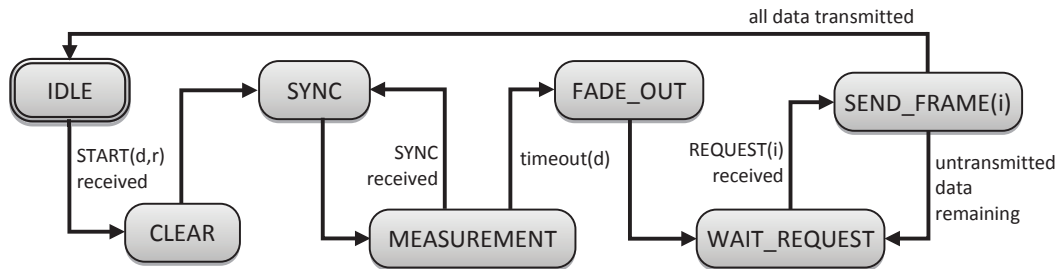 all data transmitted
IDLE
SYNC
FADE_OUT
SEND_FRAME(i)
START(d,r)
received
SYNC
received
timeout(d)
REQUEST(i)
received
untransmitted
data
remaining
CLEAR
MEASUREMENT
WAIT_REQUEST